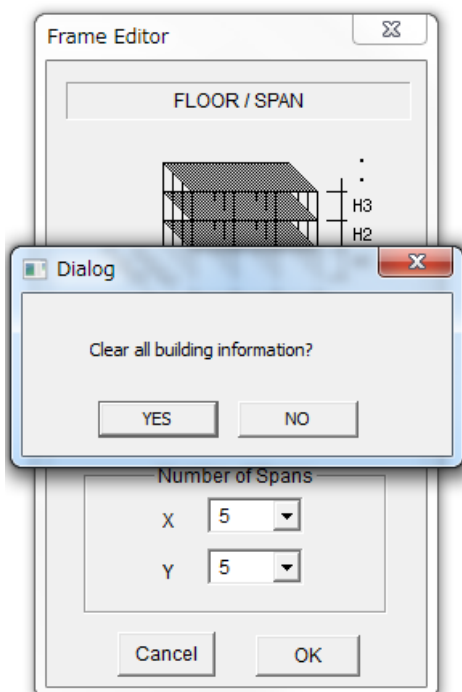 Frame Editor
FLOOR / SPAN
H3
H2
Dialog
Clear all building information?
YES
NO
Number of Spans
X
5
Y
5
Cancel
OK